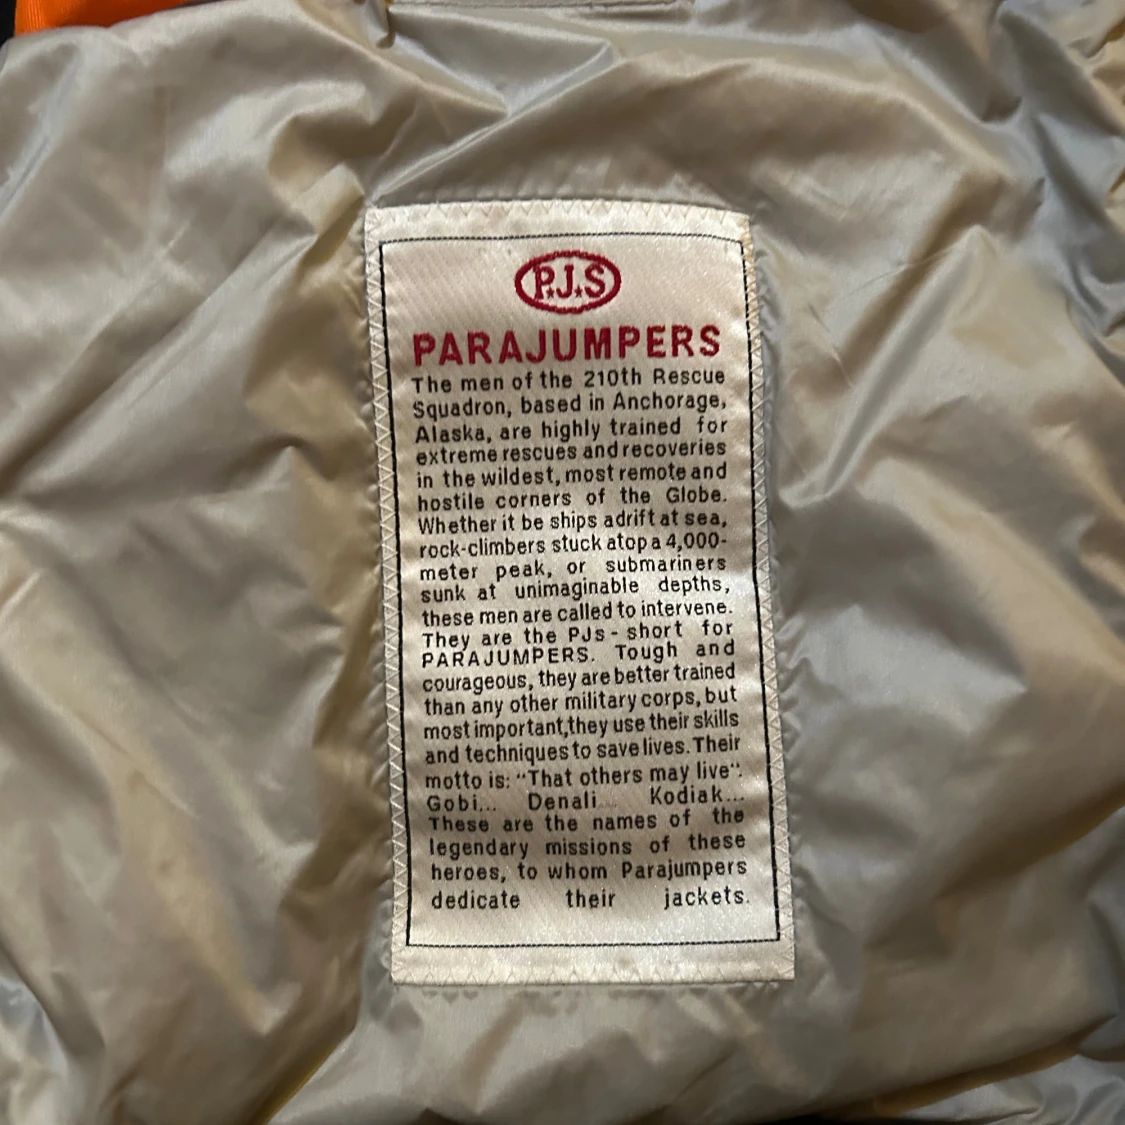 P.J.S
PARAJUMPERS
The men of the 210th Rescue
Squadron, based in Anchorage,
Alaska, are highly trained for
extreme rescues and recoveries
in the wildest, most remote and
hostile corners of the Globe.
Whether it be ships adrift at sea,
rock-climbers stuck atop a 4,000-
meter peak, or submariners
sunk at unimaginable depths,
these men are called to intervene.
They are the PJs - short for
PARAJUMPERS. Tough and
courageous, they are better trained
than any other military corps, but
most important,they use their skills
and techniques to save lives. Their
motto is: “That others may live“.
Gobi... Denali... Kodiak...
These are the names of the
legendary missions of these
heroes, to whom Parajumpers
dedicate their jackets.